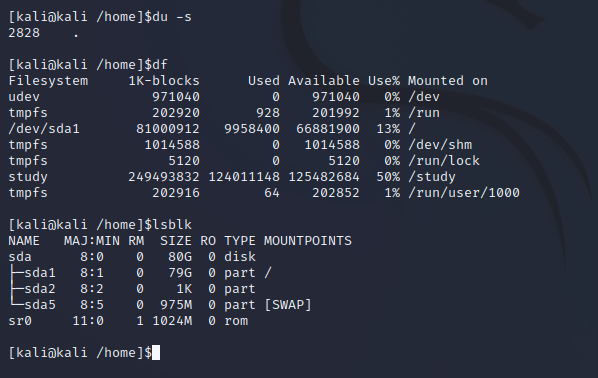 [kali@kali /home]$du -s
2828    .

[kali@kali /home]$df
Filesystem     1K-blocks      Used Available Use% Mounted on
udev              971040         0    971040   0% /dev
tmpfs             202920       928    201992   1% /run
/dev/sda1       81000912   9958400  66881900  13% /
tmpfs            1014588         0   1014588   0% /dev/shm
tmpfs               5120         0      5120   0% /run/lock
study          249493832 124011148 125482684  50% /study
tmpfs             202916        64    202852   1% /run/user/1000

[kali@kali /home]$lsblk
NAME   MAJ:MIN RM  SIZE RO TYPE MOUNTPOINTS
sda      8:0    0   80G  0 disk
├─sda1   8:1    0   79G  0 part /
├─sda2   8:2    0    1K  0 part
└─sda5   8:5    0  975M  0 part [SWAP]
sr0     11:0    1 1024M  0 rom

[kali@kali /home]$